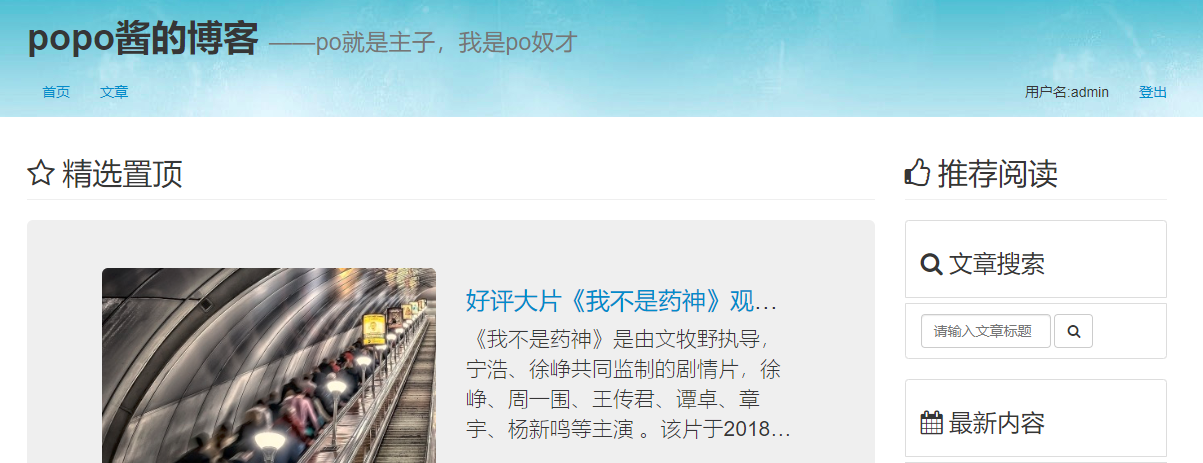 popo酱的博客 ——po就是主子，我是po奴才
首页 文章 用户名:admin 登出
精选置顶
好评大片《我不是药神》观…
《我不是药神》是由文牧野执导，
宁浩、徐峥共同监制的剧情片，徐
峥、周一围、王传君、谭卓、章
宇、杨新鸣等主演 。该片于2018…
推荐阅读
文章搜索
请输入文章标题
最新内容